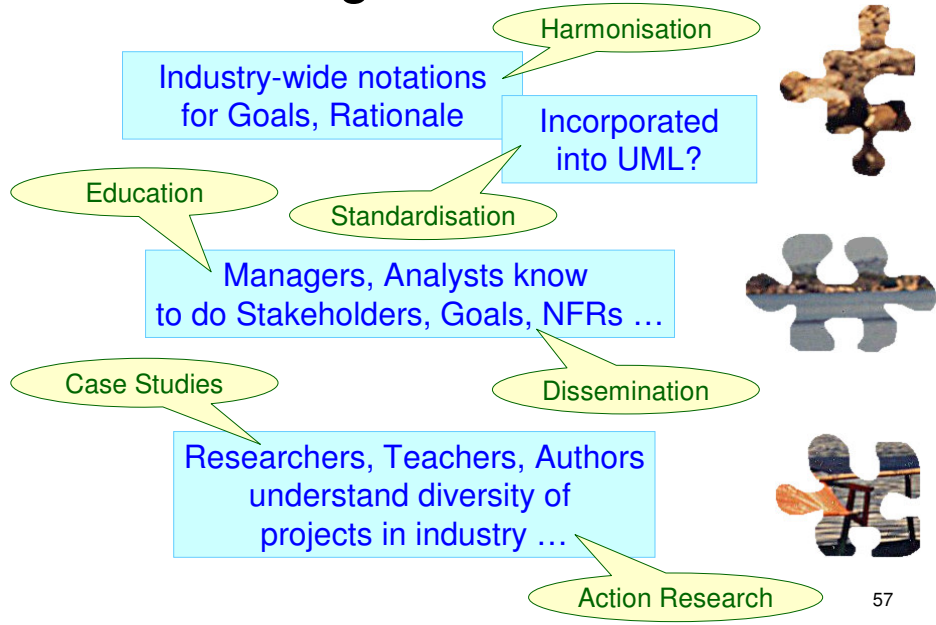 Harmonisation
Industry-wide notations
for Goals, Rationale
Incorporated
into UML?
Education
Standardisation
Managers, Analysts know
to do Stakeholders, Goals, NFRs …
Case Studies
Dissemination
Researchers, Teachers, Authors
understand diversity of
projects in industry …
Action Research
57